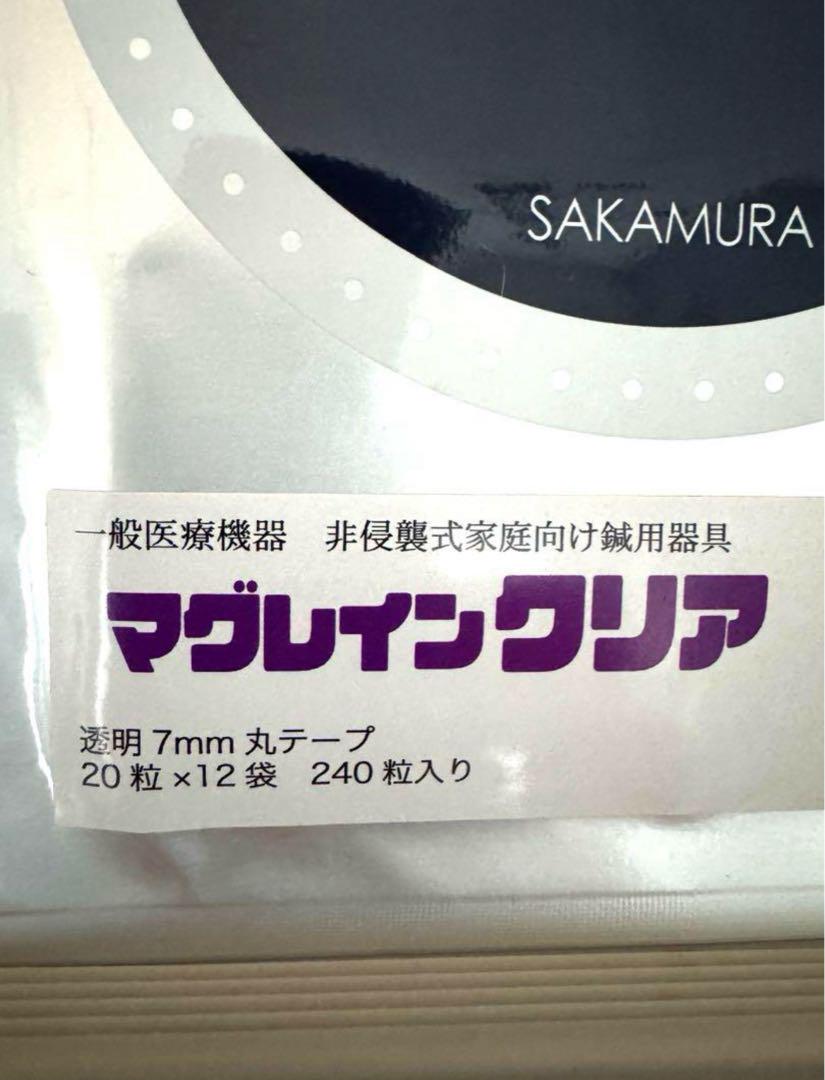 SAKAMURA
一般医療機器　非侵襲式家庭向け鍼用器具
マグレインクリア
透明 7mm 丸テープ
20 粒 ×12 袋　240 粒入り